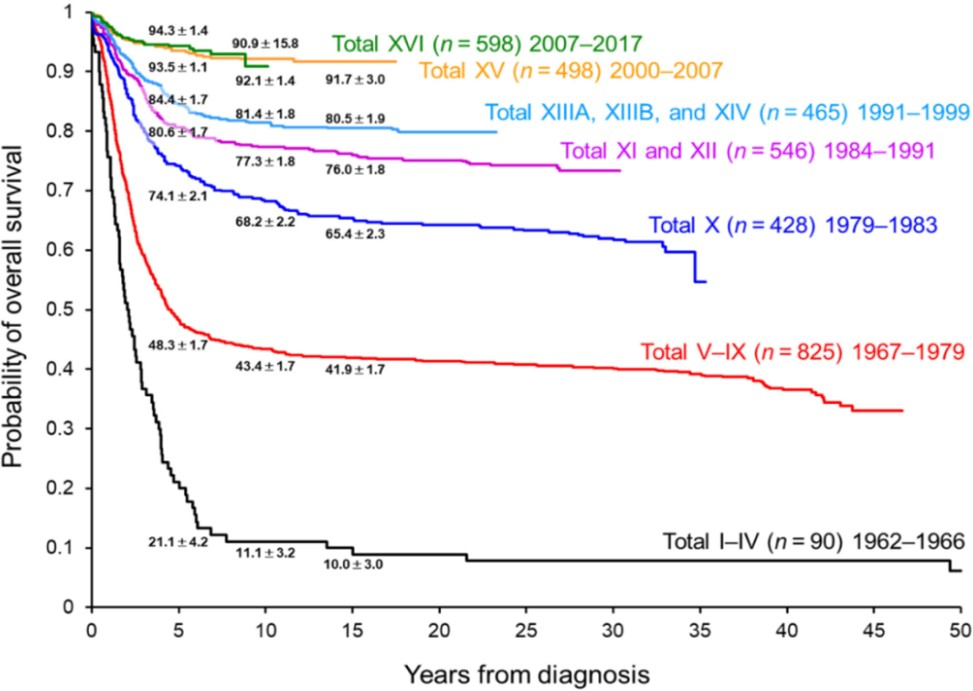 Probability of overall survival
1
0.9
0.8
0.7
0.6
0.5
0.4
0.3
0.2
0.1
0
94.3 ± 1.4
90.9 ± 15.8
Total XVI (n = 598) 2007–2017
93.5 ± 1.1
92.1 ± 1.4
91.7 ± 3.0
Total XV (n = 498) 2000–2007
84.4 ± 1.7
81.4 ± 1.8
80.5 ± 1.9
Total XIIIA, XIIIB, and XIV (n = 465) 1991–1999
80.6 ± 1.7
77.3 ± 1.8
76.0 ± 1.8
Total XI and XII (n = 546) 1984–1991
74.1 ± 2.1
68.2 ± 2.2
65.4 ± 2.3
Total X (n = 428) 1979–1983
48.3 ± 1.7
43.4 ± 1.7
41.9 ± 1.7
Total V–IX (n = 825) 1967–1979
21.1 ± 4.2
11.1 ± 3.2
10.0 ± 3.0
Total I–IV (n = 90) 1962–1966
0 5 10 15 20 25 30 35 40 45 50
Years from diagnosis